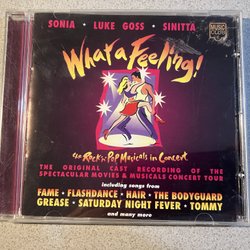 SONIA • LUKE GOSS • SINITTA
MUSIC CLUB
What a Feeling!
The Rock 'n' Pop Musicals in Concert
THE ORIGINAL CAST RECORDING OF THE
SPECTACULAR MOVIES & MUSICALS CONCERT TOUR
including songs from
FAME • FLASHDANCE • HAIR • THE BODYGUARD
GREASE • SATURDAY NIGHT FEVER • TOMMY
and many more